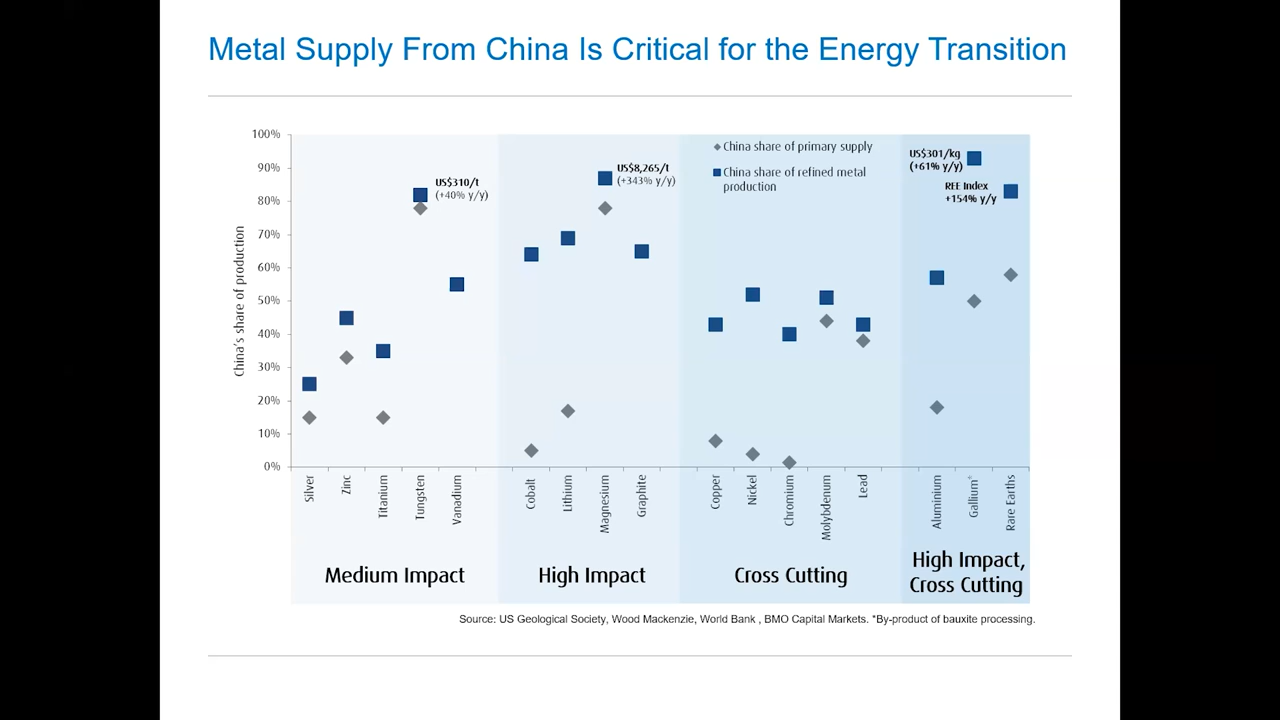 Metal Supply From China Is Critical for the Energy Transition
China's share of production
100%
90%
80%
70%
60%
50%
40%
30%
20%
10%
0%
China share of primary supply
China share of refined metal
production
US$310/t
(+40% y/y)
US$8,265/t
(+343% y/y)
US$301/kg
(+61% y/y)
REE Index
+154% y/y
Silver
Zinc
Titanium
Tungsten
Vanadium
Cobalt
Lithium
Magnesium
Graphite
Copper
Nickel
Chromium
Molybdenum
Lead
Aluminium
Gallium*
Rare Earths
Medium Impact
High Impact
Cross Cutting
High Impact,
Cross Cutting
Source: US Geological Society, Wood Mackenzie, World Bank , BMO Capital Markets. *By-product of bauxite processing.